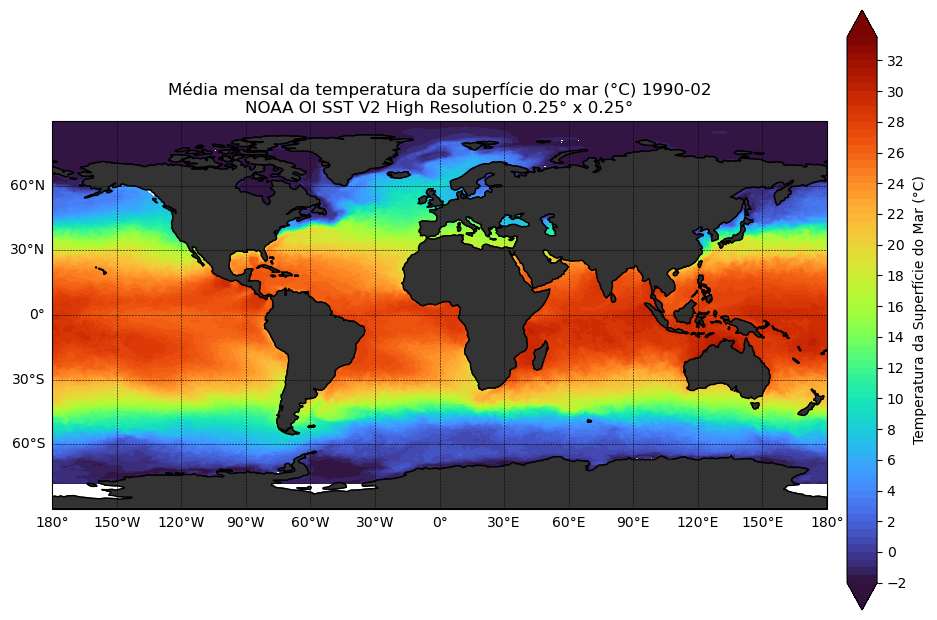 Média mensal da temperatura da superfície do mar (°C) 1990-02
NOAA OI SST V2 High Resolution 0.25° x 0.25°
60°N
30°N
0°
30°S
60°S
180° 150°W 120°W 90°W 60°W 30°W 0° 30°E 60°E 90°E 120°E 150°E 180°
32
30
28
26
24
22
20
18
16
14
12
10
8
6
4
2
0
−2
Temperatura da Superfície do Mar (°C)